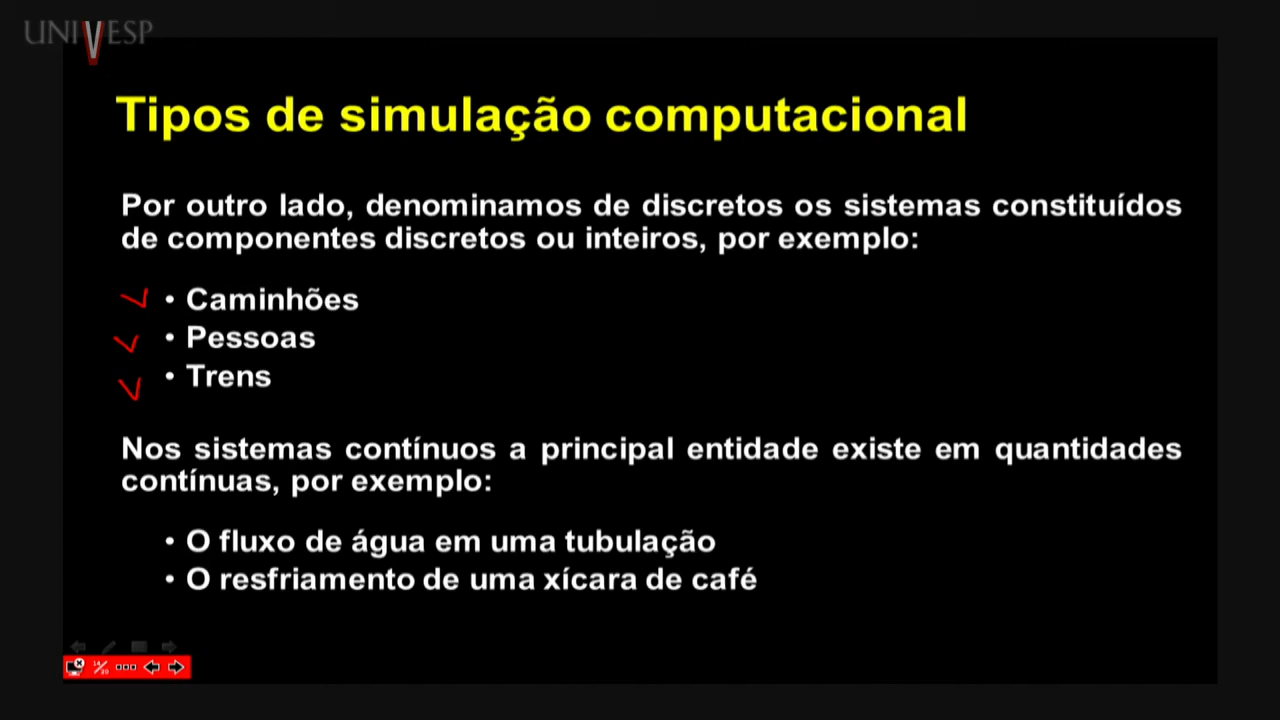 UNIVESP
Tipos de simulação computacional
Por outro lado, denominamos de discretos os sistemas constituídos
de componentes discretos ou inteiros, por exemplo:
• Caminhões
• Pessoas
• Trens
Nos sistemas contínuos a principal entidade existe em quantidades
contínuas, por exemplo:
• O fluxo de água em uma tubulação
• O resfriamento de uma xícara de café